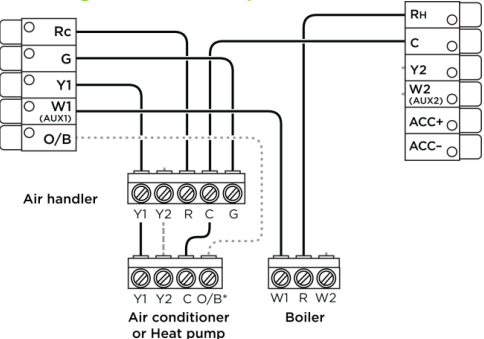 Rc
G
Y1
W1
(AUX1)
O/B
RH
C
Y2
W2
(AUX2)
ACC+
ACC-
Air handler
Y1 Y2 R C G
Y1 Y2 C O/B*
Air conditioner
or Heat pump
W1 R W2
Boiler